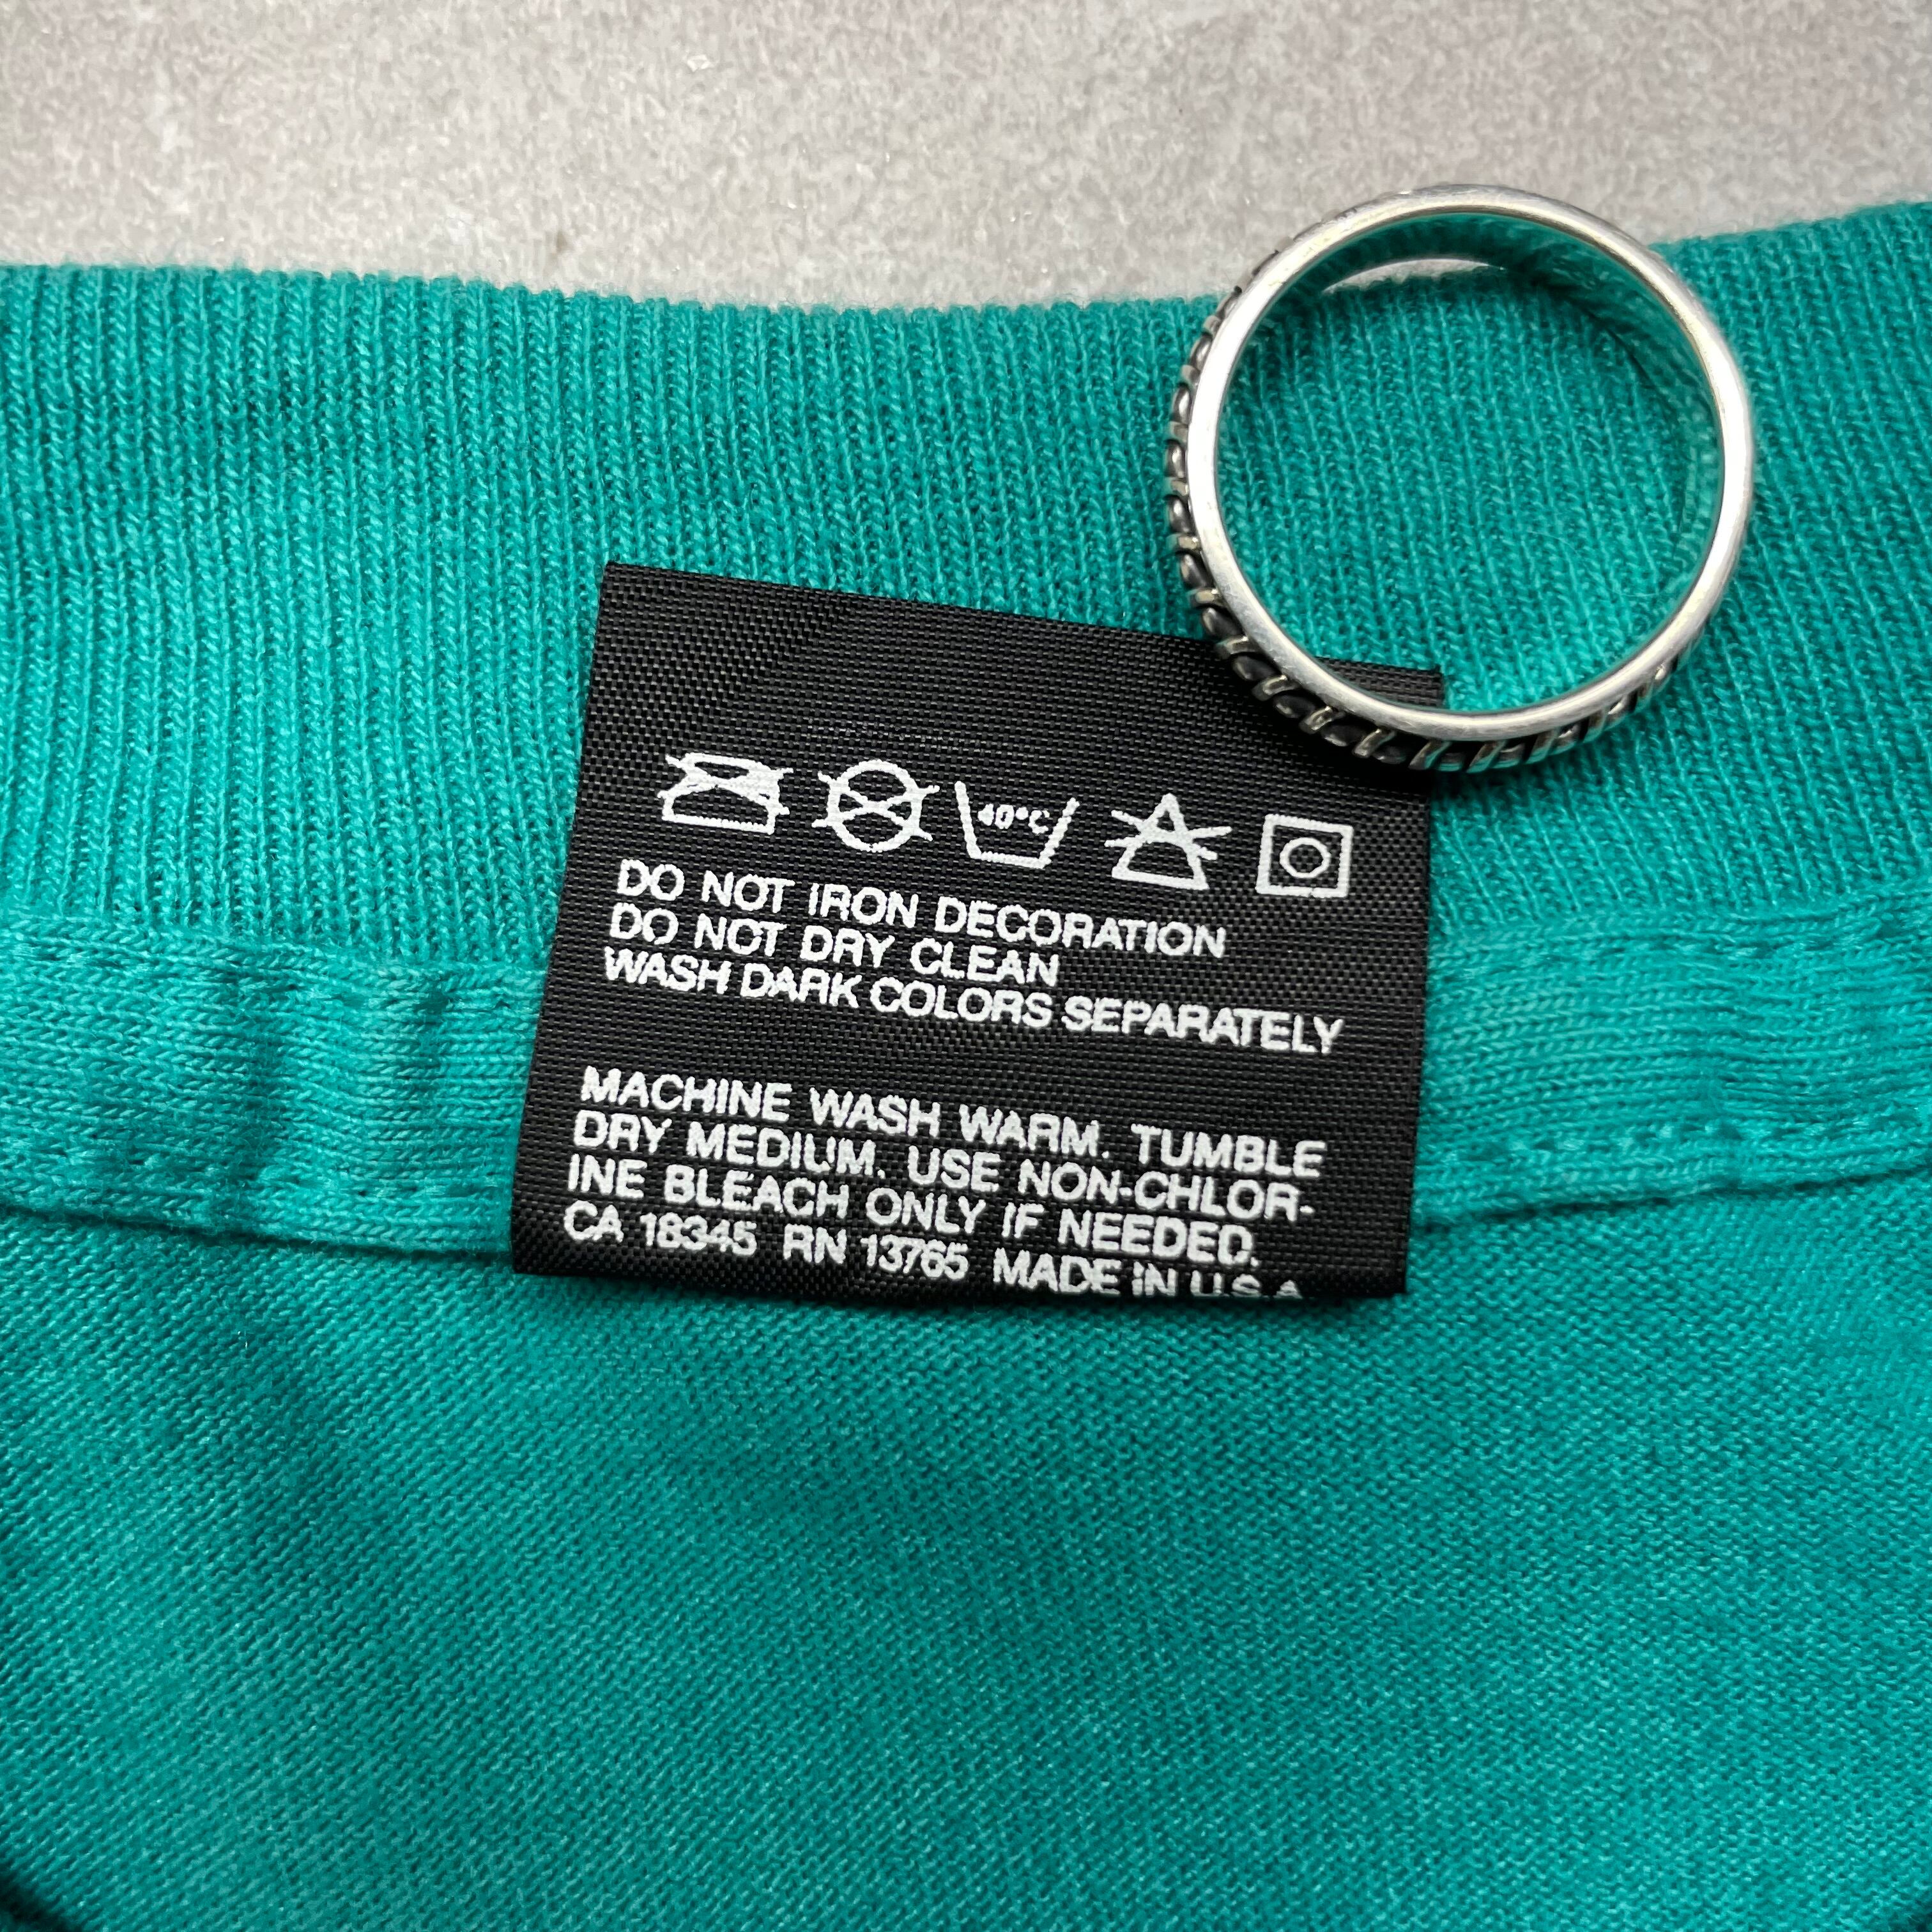 40°C
DO NOT IRON DECORATION
DO NOT DRY CLEAN
WASH DARK COLORS SEPARATELY
MACHINE WASH WARM. TUMBLE
DRY MEDIUM. USE NON-CHLOR-
INE BLEACH ONLY IF NEEDED.
CA 18345 RN 13765 MADE IN U.S.A